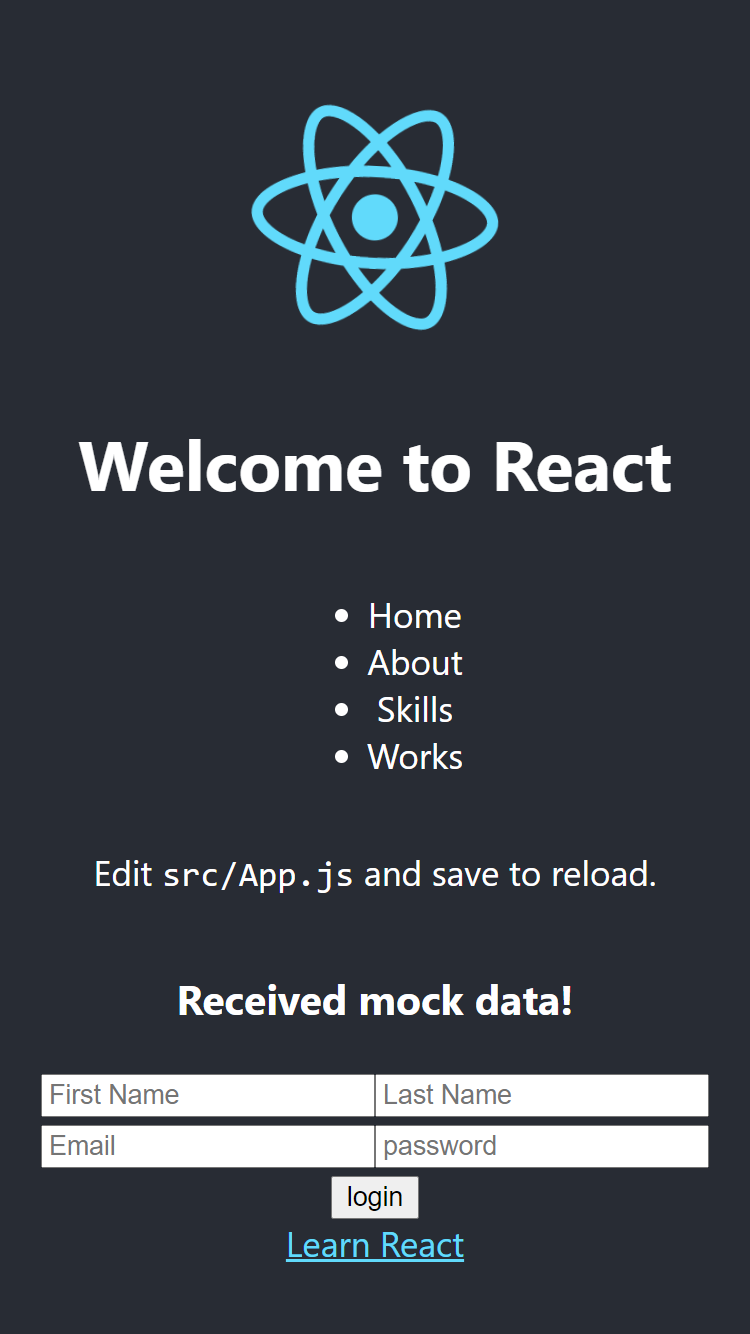 Welcome to React
Home
About
Skills
Works
Edit src/App.js and save to reload.
Received mock data!
First Name Last Name
Email password
login
Learn React